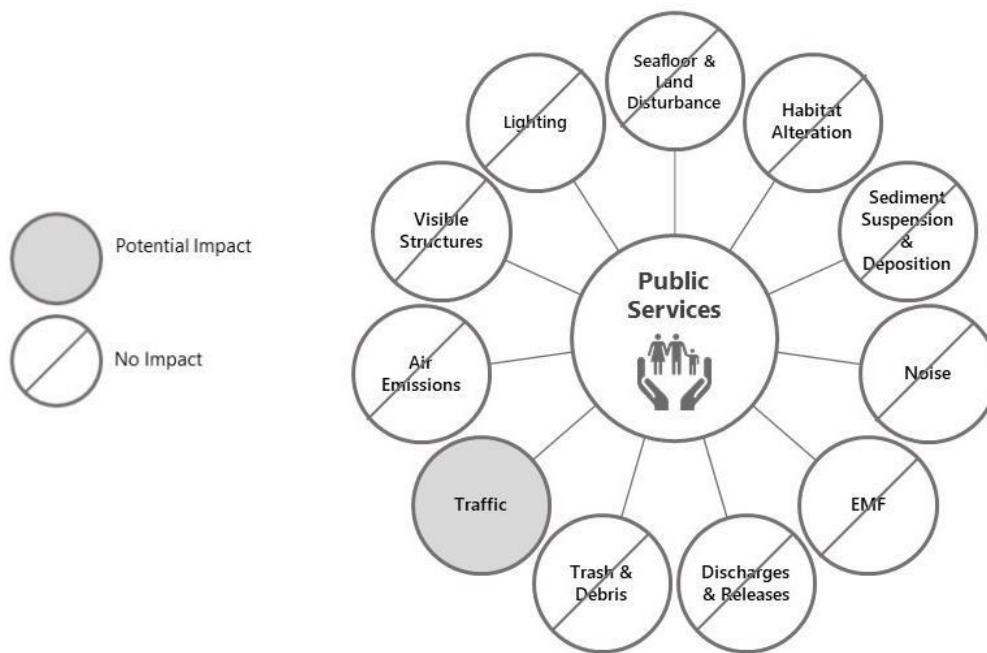 Potential Impact
No Impact
Public
Services
Seafloor &
Land
Disturbance
Habitat
Alteration
Sediment
Suspension
&
Deposition
Noise
EMF
Discharges
& Releases
Trash &
Debris
Traffic
Air
Emissions
Visible
Structures
Lighting